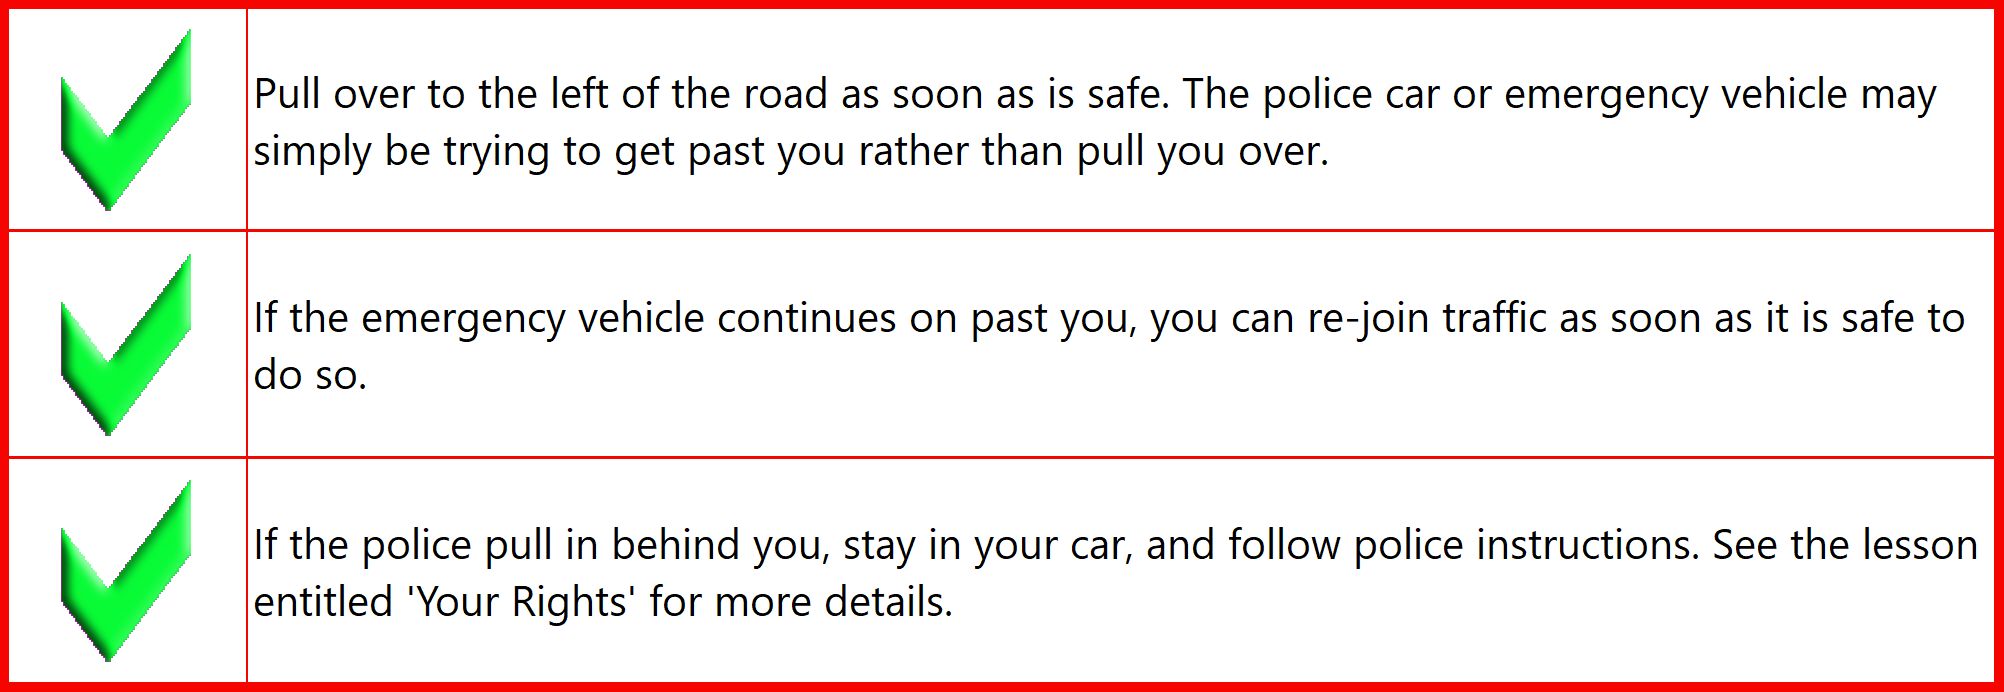 Pull over to the left of the road as soon as is safe. The police car or emergency vehicle may
simply be trying to get past you rather than pull you over.
If the emergency vehicle continues on past you, you can re-join traffic as soon as it is safe to
do so.
If the police pull in behind you, stay in your car, and follow police instructions. See the lesson
entitled 'Your Rights' for more details.